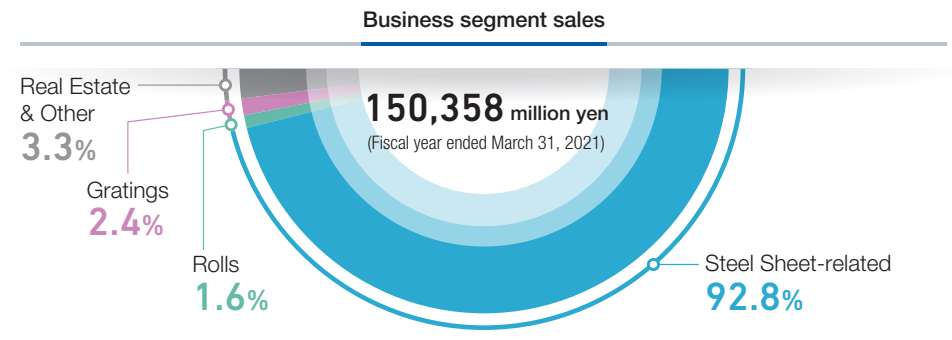 Business segment sales
Real Estate
& Other
3.3%
150,358 million yen
(Fiscal year ended March 31, 2021)
Gratings
2.4%
Rolls
1.6%
Steel Sheet-related
92.8%